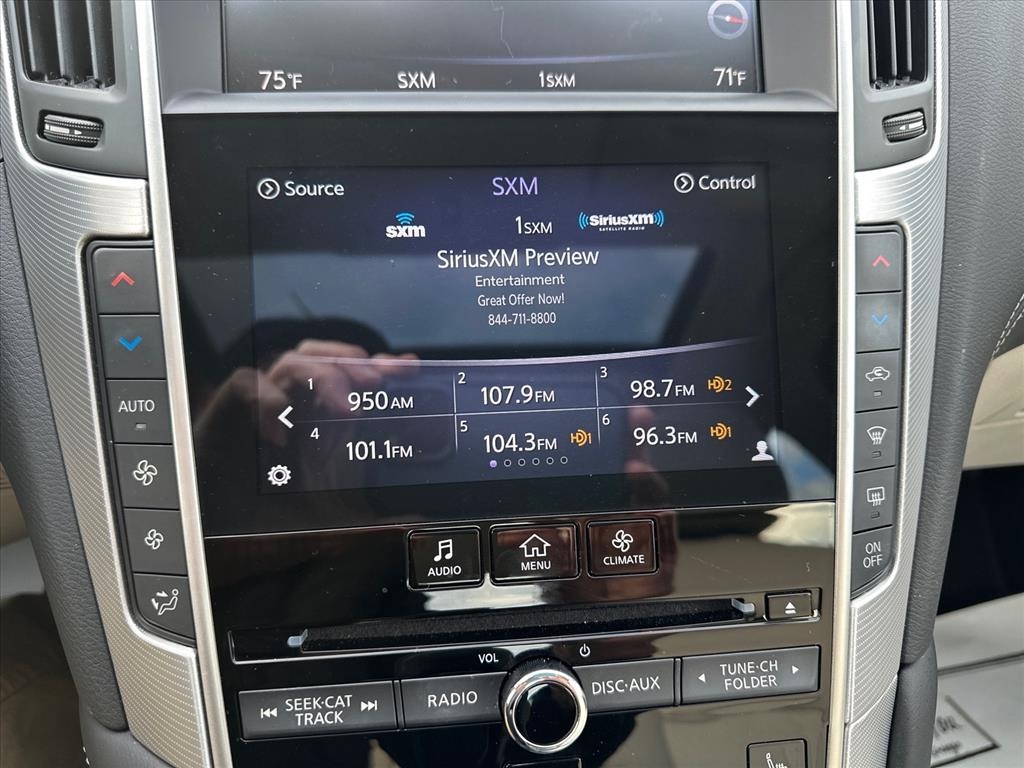 75°F SXM 1SXM 71°F
Source SXM Control
sxm 1SXM ((SiriusXM))
SATELLITE RADIO
SiriusXM Preview
Entertainment
Great Offer Now!
844-711-8800
1 950 AM 2 107.9FM 3 98.7FM HD2
4 101.1FM 5 104.3FM HD1 6 96.3FM HD1
AUTO
ON
OFF
AUDIO MENU CLIMATE
VOL
SEEK·CAT
TRACK
RADIO
DISC·AUX
TUNE·CH
FOLDER